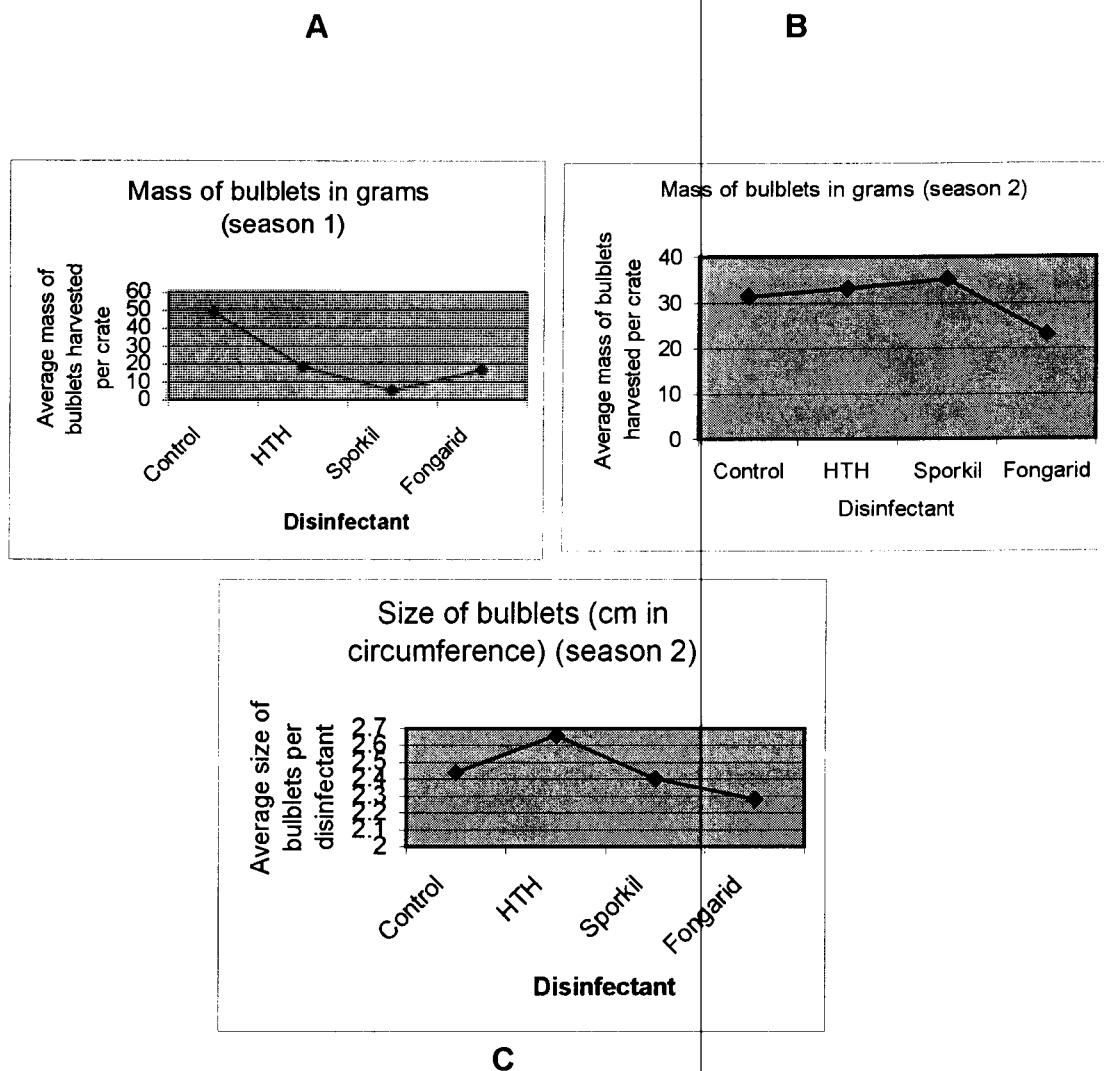 A
B
Mass of bulblets in grams
(season 1)
Average mass of
bulblets harvested
per crate
60
50
40
30
20
10
0
Control
HTH
Sporkil
Fongarid
Disinfectant
Mass of bulblets in grams (season 2)
Average mass of bulblets
harvested per crate
40
30
20
10
0
Control
HTH
Sporkil
Fongarid
Disinfectant
Size of bulblets (cm in
circumference) (season 2)
Average size of
bulblets per
disinfectant
2.7
2.6
2.5
2.4
2.3
2.2
2.1
2
Control
HTH
Sporkil
Fongarid
Disinfectant
C